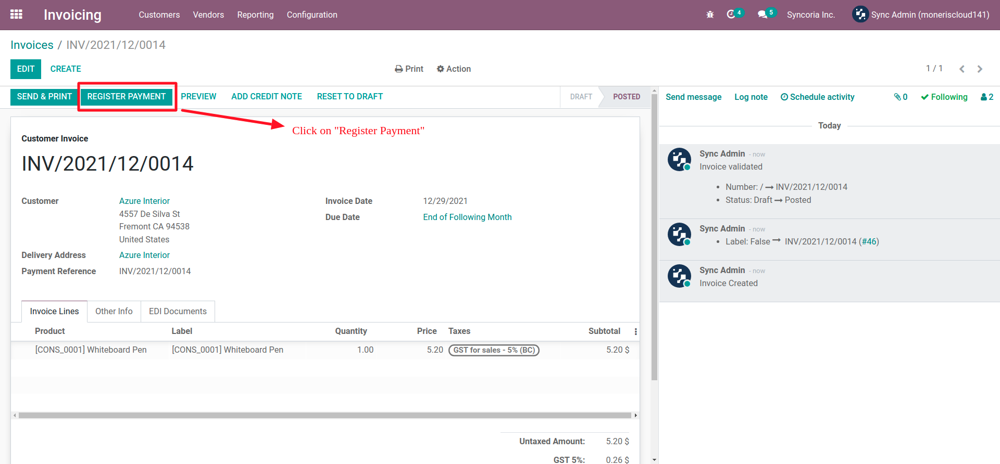 Invoicing Customers Vendors Reporting Configuration 4 5 Syncoria Inc. Sync Admin (moneriscloud141)
Invoices / INV/2021/12/0014
EDIT CREATE Print Action 1 / 1
SEND & PRINT REGISTER PAYMENT PREVIEW ADD CREDIT NOTE RESET TO DRAFT DRAFT POSTED
Click on "Register Payment"
Customer Invoice
INV/2021/12/0014
Customer Azure Interior
4557 De Silva St
Fremont CA 94538
United States
Delivery Address Azure Interior
Payment Reference INV/2021/12/0014
Invoice Date 12/29/2021
Due Date End of Following Month
Invoice Lines Other Info EDI Documents
Product Label Quantity Price Taxes Subtotal
[CONS_0001] Whiteboard Pen [CONS_0001] Whiteboard Pen 1.00 5.20 GST for sales - 5% (BC) 5.20 $
Untaxed Amount: 5.20 $
GST 5%: 0.26 $
Send message Log note Schedule activity 0 Following 2
Today
Sync Admin - now
Invoice validated
• Number: / → INV/2021/12/0014
• Status: Draft → Posted
Sync Admin - now
• Label: False → INV/2021/12/0014 (#46)
Sync Admin - now
Invoice Created